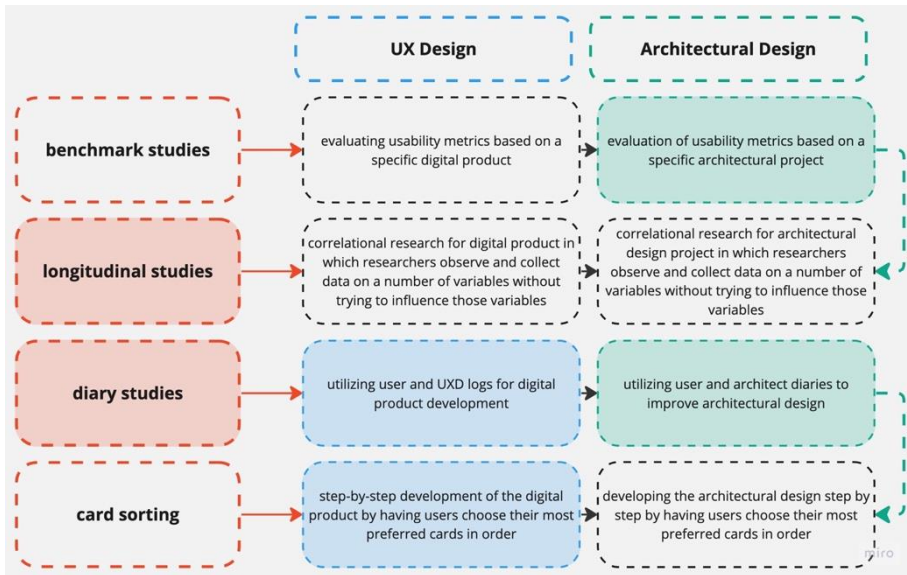 UX Design
Architectural Design
benchmark studies
evaluating usability metrics based on a
specific digital product
evaluation of usability metrics based on a
specific architectural project
longitudinal studies
correlational research for digital product in
which researchers observe and collect
data on a number of variables without
trying to influence those variables
correlational research for architectural
design project in which researchers
observe and collect data on a number of
variables without trying to influence those
variables
diary studies
utilizing user and UXD logs for digital
product development
utilizing user and architect diaries to
improve architectural design
card sorting
step-by-step development of the digital
product by having users choose their most
preferred cards in order
developing the architectural design step by
step by having users choose their most
preferred cards in order
miro